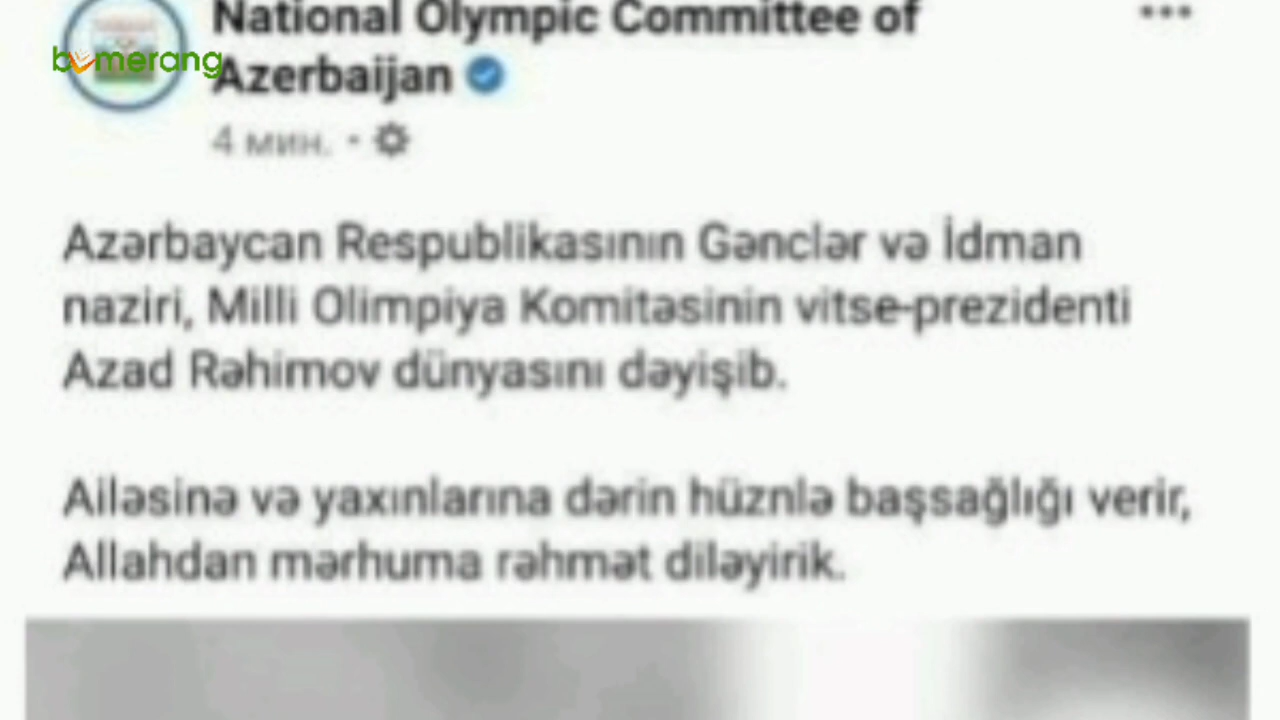 National Olympic Committee of
Azerbaijan
bumerang
4 мин.
Azərbaycan Respublikasının Gənclər və İdman
naziri, Milli Olimpiya Komitəsinin vitse-prezidenti
Azad Rəhimov dünyasını dəyişib.
Ailəsinə və yaxınlarına dərin hüznlə başsağlığı verir,
Allahdan mərhuma rəhmət diləyirik.